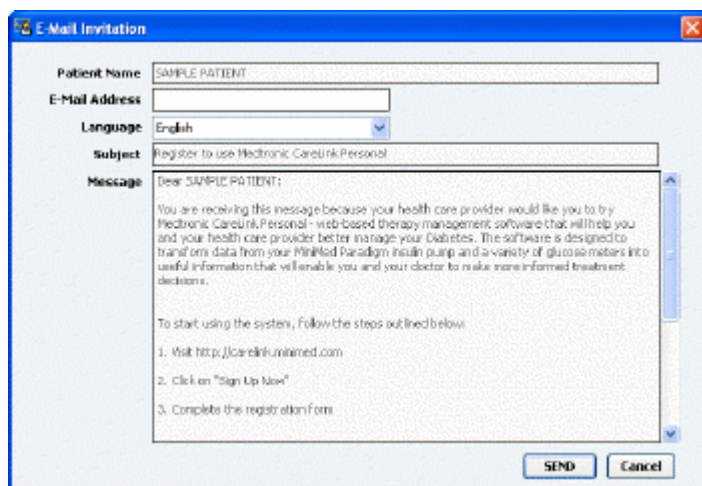 E-Mail Invitation
Patient Name SAMPLE PATIENT
E-Mail Address
Language English
Subject Register to use Medtronic CareLink Personal
Message Dear SAMPLE PATIENT:
You are receiving this message because your health care provider would like you to try
Medtronic CareLink Personal - web-based therapy management software that will help you
and your health care provider better manage your Diabetes. The software is designed to
transform data from your MiniMed Paradigm insulin pump and a variety of glucose meters into
useful information that will enable you and your doctor to make more informed treatment
decisions.
To start using the system, follow the steps outlined below:
1. Visit http://carelink.minimed.com
2. Click on "Sign Up Now"
3. Complete the registration form
SEND Cancel